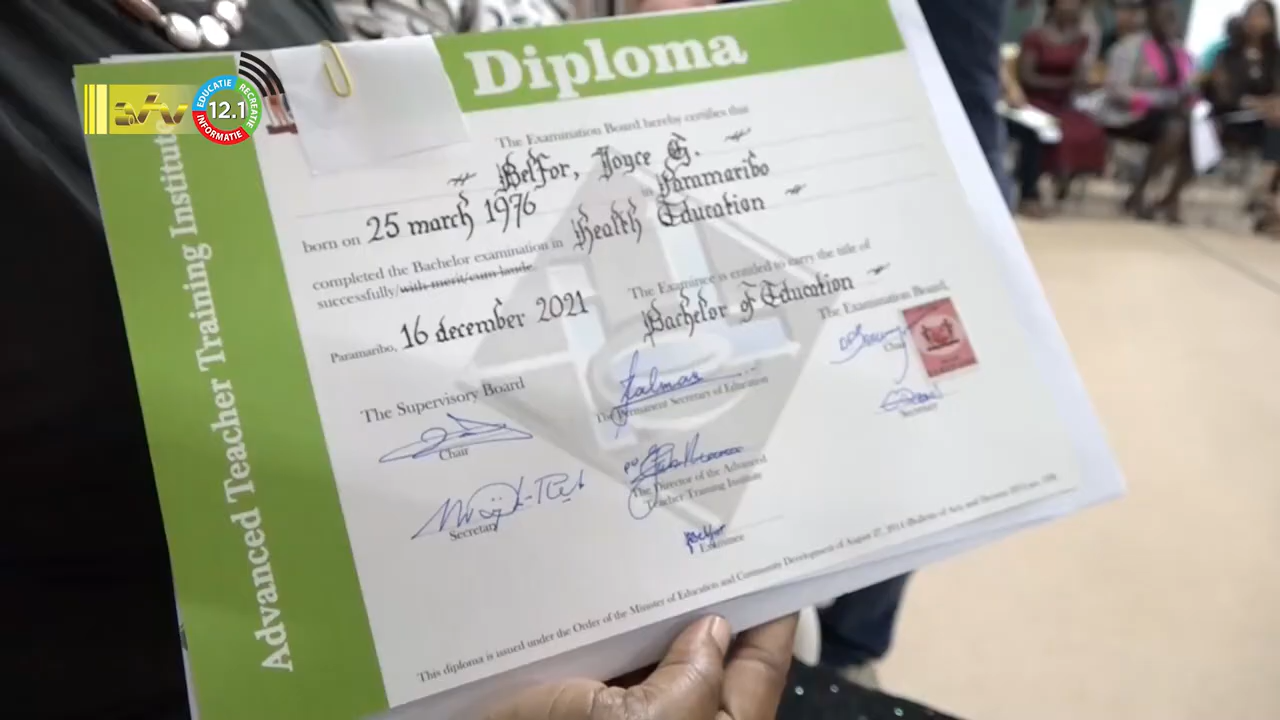 Diploma
Advanced Teacher Training Institute
EDUCATIE
RECREATIE
INFORMATIE
12.1
The Examination Board hereby certifies that
Belfor, Joyce G.
born on 25 march 1976 in Paramaribo
completed the Bachelor examination in Health Education
successfully/with merit/cum laude
The Examinee is entitled to carry the title of
Paramaribo, 16 december 2021 Bachelor of Education
The Examination Board,
Chair
Secretary
The Supervisory Board
Chair
Secretary
The Permanent Secretary of Education
The Director of the Advanced
Teacher Training Institute
Examinee
This diploma is issued under the Order of the Minister of Education and Community Development of August 27, 2014 (Bulletin of Acts and